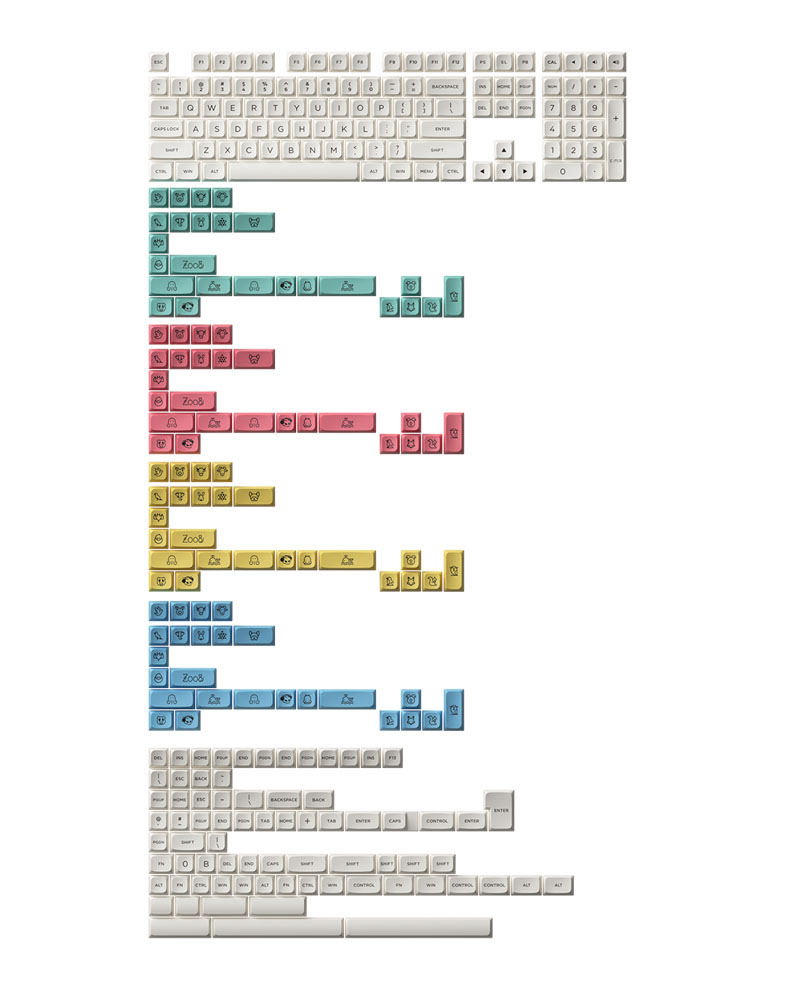 ESC F1 F2 F3 F4 F5 F6 F7 F8 F9 F10 F11 F12 PS SL PB CAL
~ ` ! 1 @ 2 # 3 $ 4 % 5 ^ 6 & 7 * 8 ( 9 ) 0 — - + = BACKSPACE INS HOME PGUP NUM / * -
TAB Q W E R T Y U I O P { [ } ] | \ DEL END PGDN 7 8 9 +
CAPS LOCK A S D F G H J K L : ; " ' ENTER 4 5 6
SHIFT Z X C V B N M < , > . ? / SHIFT ▲ 1 2 3 ENTER
CTRL WIN ALT ALT WIN MENU CTRL ◀ ▼ ▶ 0 .
Zoo
Zoo
Zoo
Zoo
DEL INS HOME PGUP END PGDN END PGDN HOME PGUP INS F13
| \ ESC BACK ~ `
PGUP HOME ESC — | \ BACKSPACE BACK ENTER
@ # PGUP END PGDN TAB HOME + TAB ENTER CAPS CONTROL ENTER
PGDN SHIFT | \
FN O B DEL END CAPS SHIFT SHIFT SHIFT SHIFT SHIFT
ALT FN CTRL WIN WIN ALT FN CTRL WIN CONTROL FN WIN CONTROL CONTROL ALT ALT